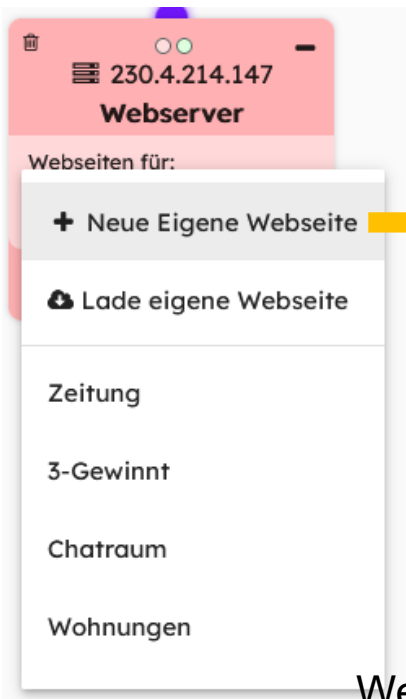 230.4.214.147
Webserver
Webseiten für:
Neue Eigene Webseite
Lade eigene Webseite
Zeitung
3-Gewinnt
Chatraum
Wohnungen